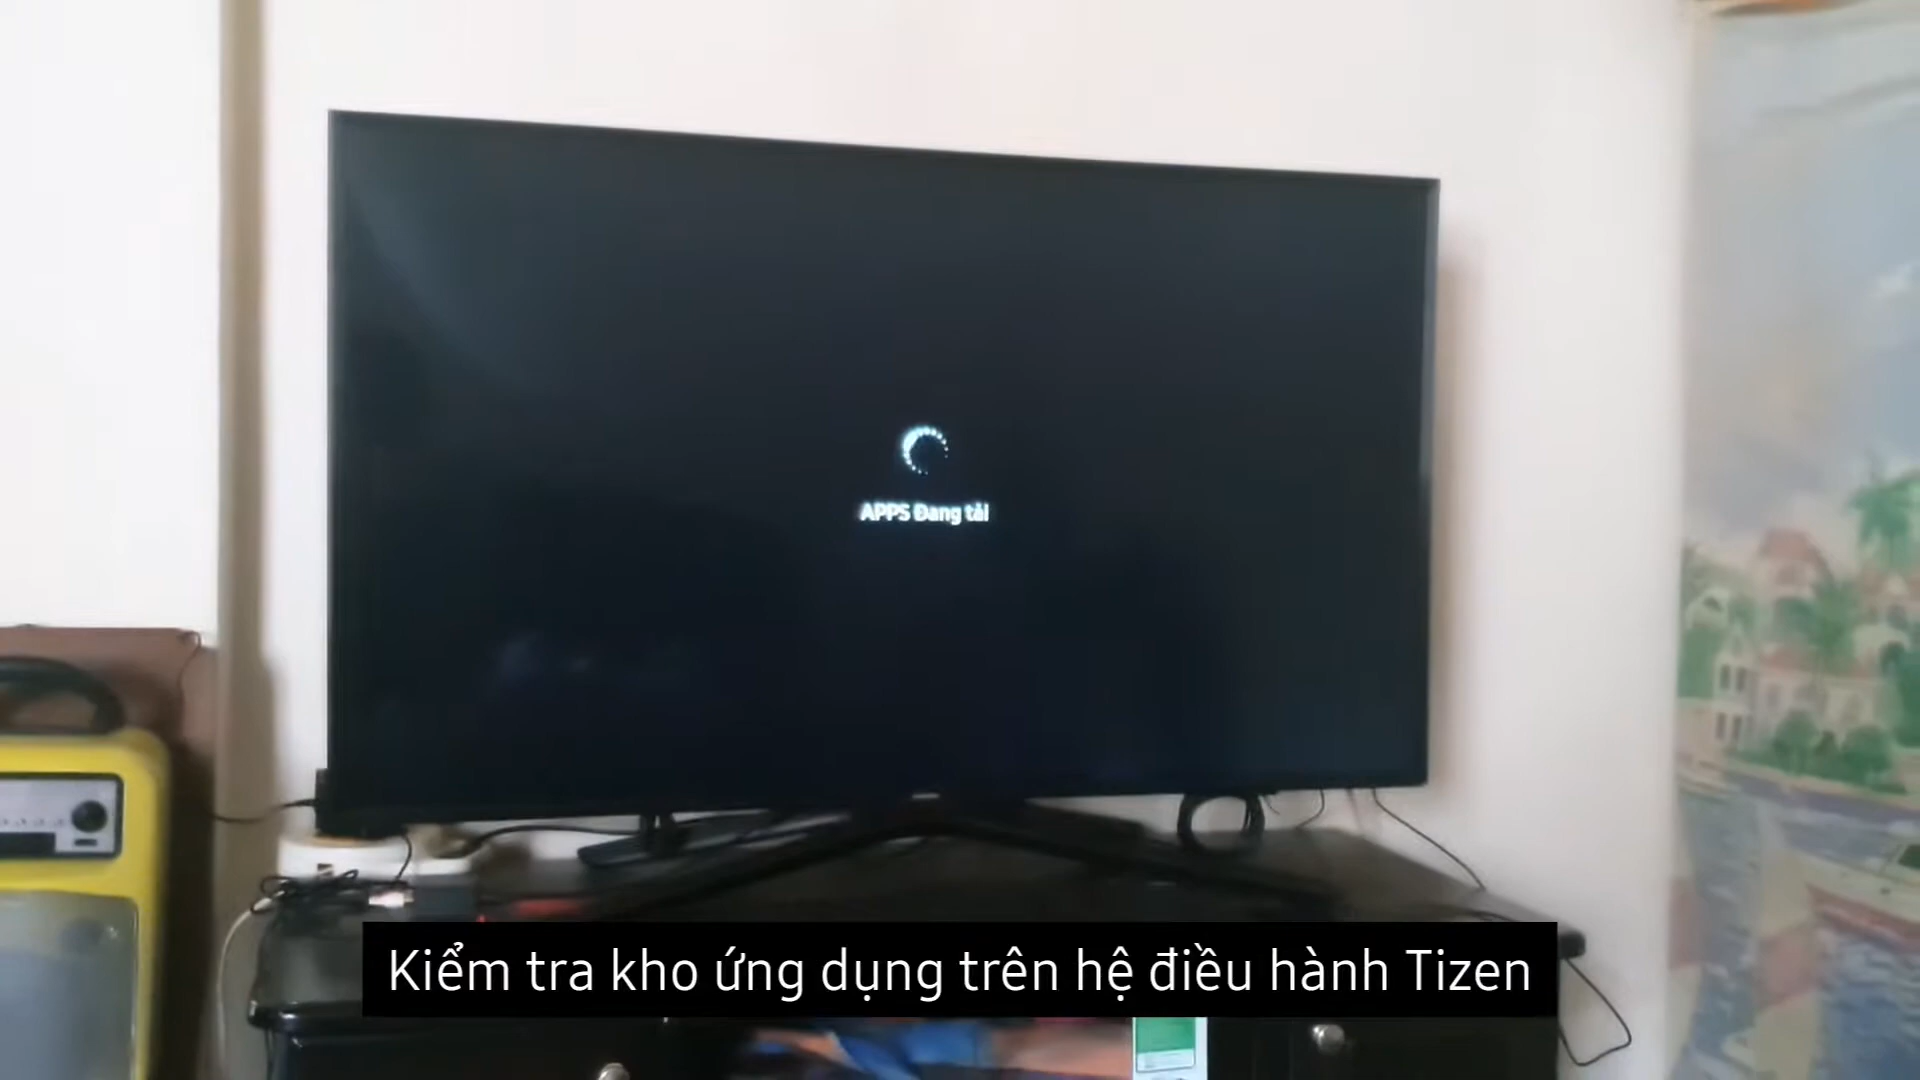 APPS Đang tải
Kiểm tra kho ứng dụng trên hệ điều hành Tizen